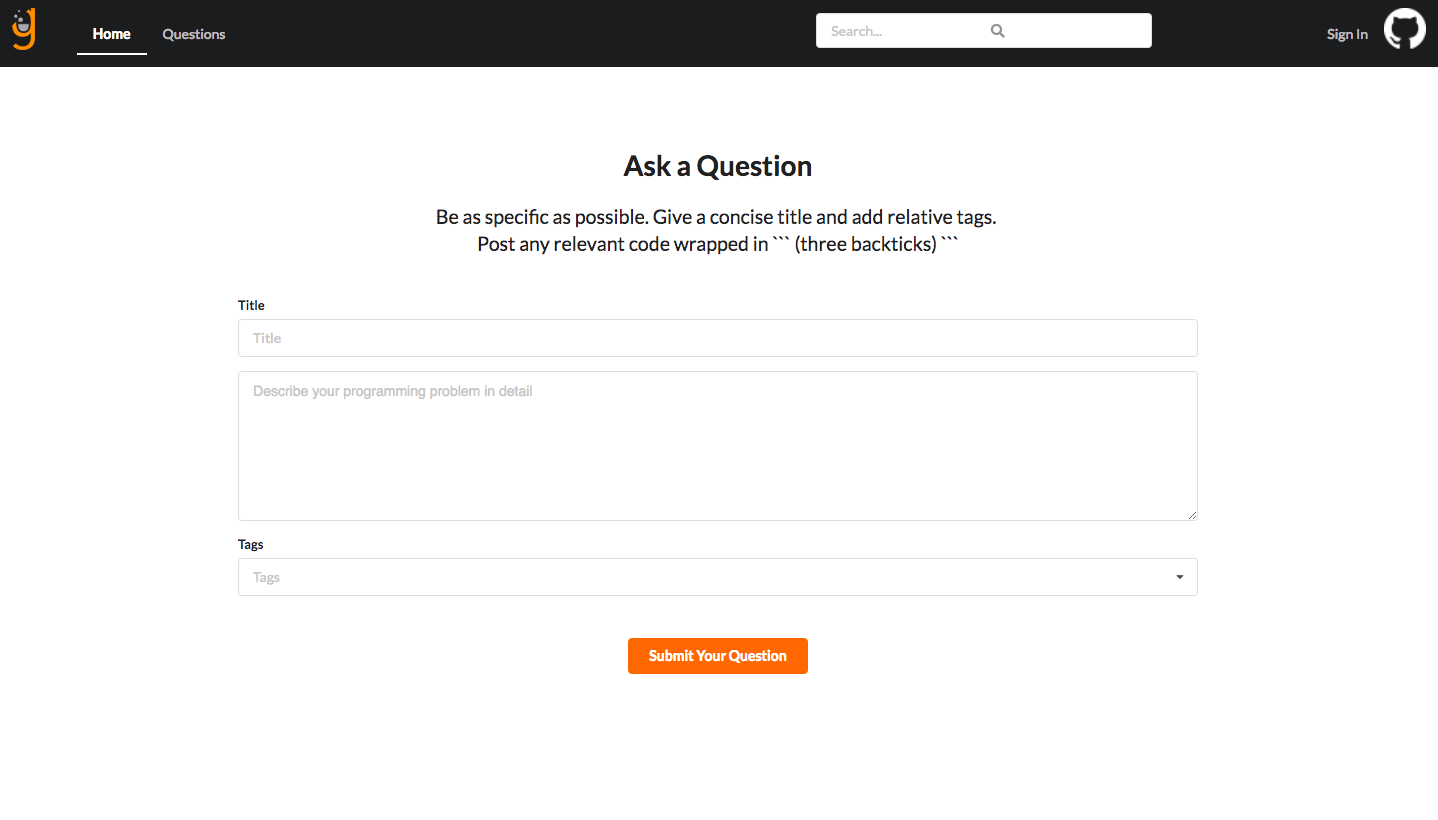 Home
Questions
Search...
Sign In
Ask a Question
Be as specific as possible. Give a concise title and add relative tags.
Post any relevant code wrapped in ``` (three backticks) ```
Title
Title
Describe your programming problem in detail
Tags
Tags
Submit Your Question